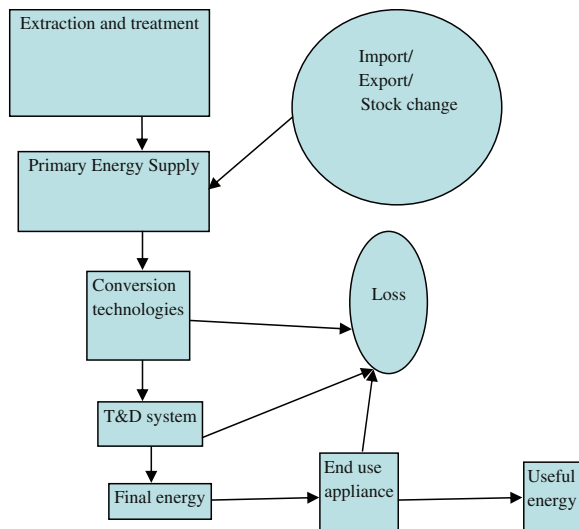 Extraction and treatment
Import/
Export/
Stock change
Primary Energy Supply
Conversion
technologies
Loss
T&D system
Final energy
End use
appliance
Useful
energy